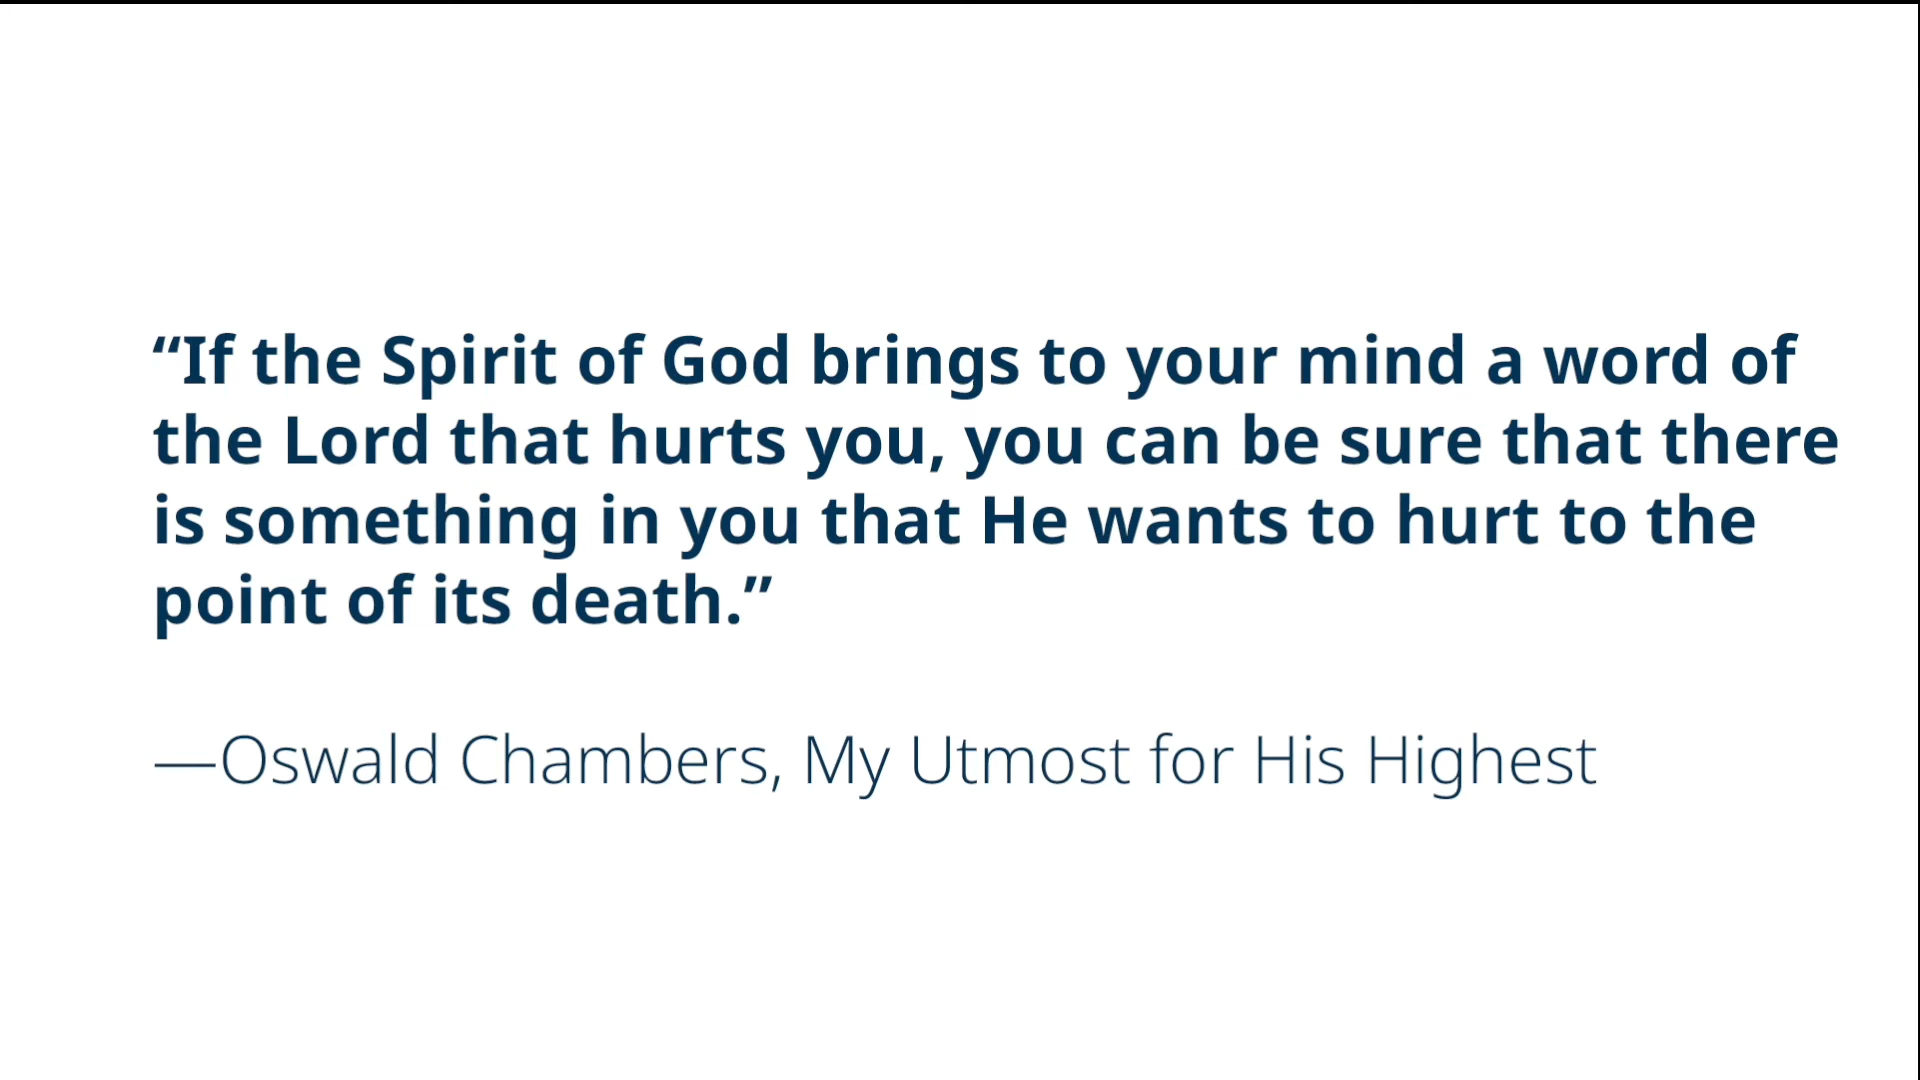 “If the Spirit of God brings to your mind a word of
the Lord that hurts you, you can be sure that there
is something in you that He wants to hurt to the
point of its death.”
—Oswald Chambers, My Utmost for His Highest